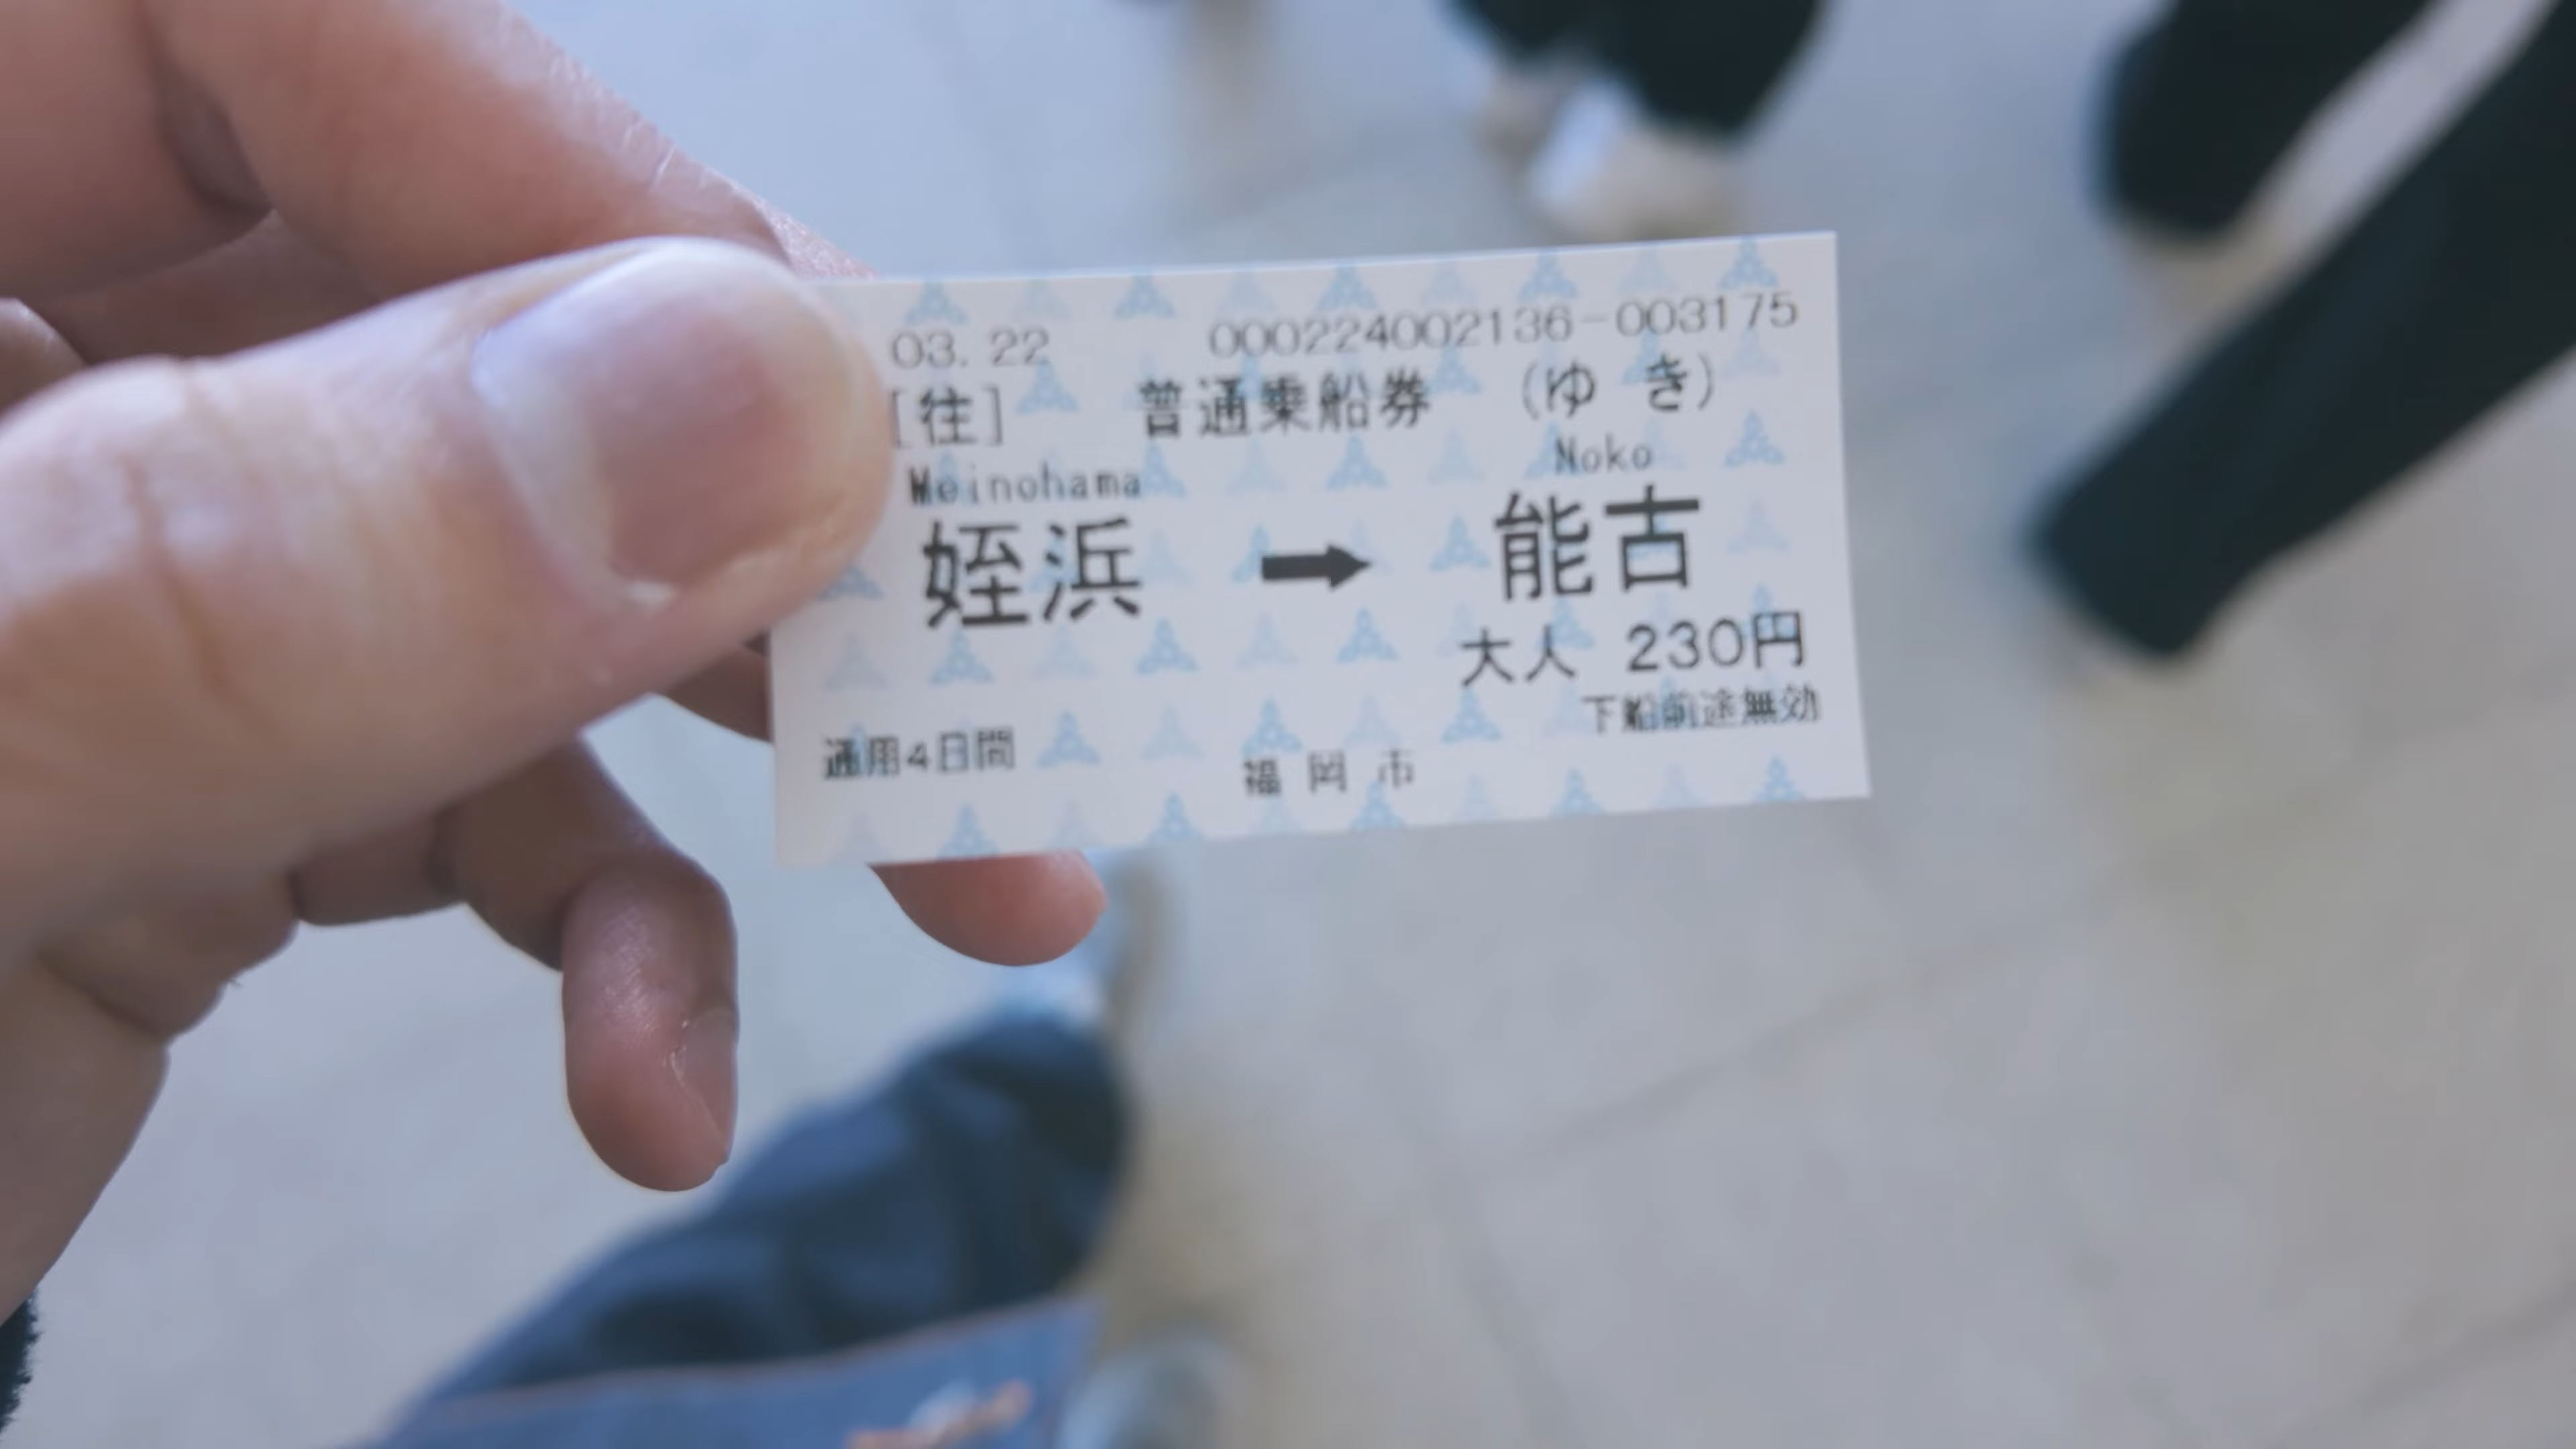 03. 22 000224002136-003175
[往] 普通乗船券 (ゆ き)
Meinohama Noko
姪浜 ➡ 能古
大人 230円
下船前途無効
通用4日間
福 岡 市